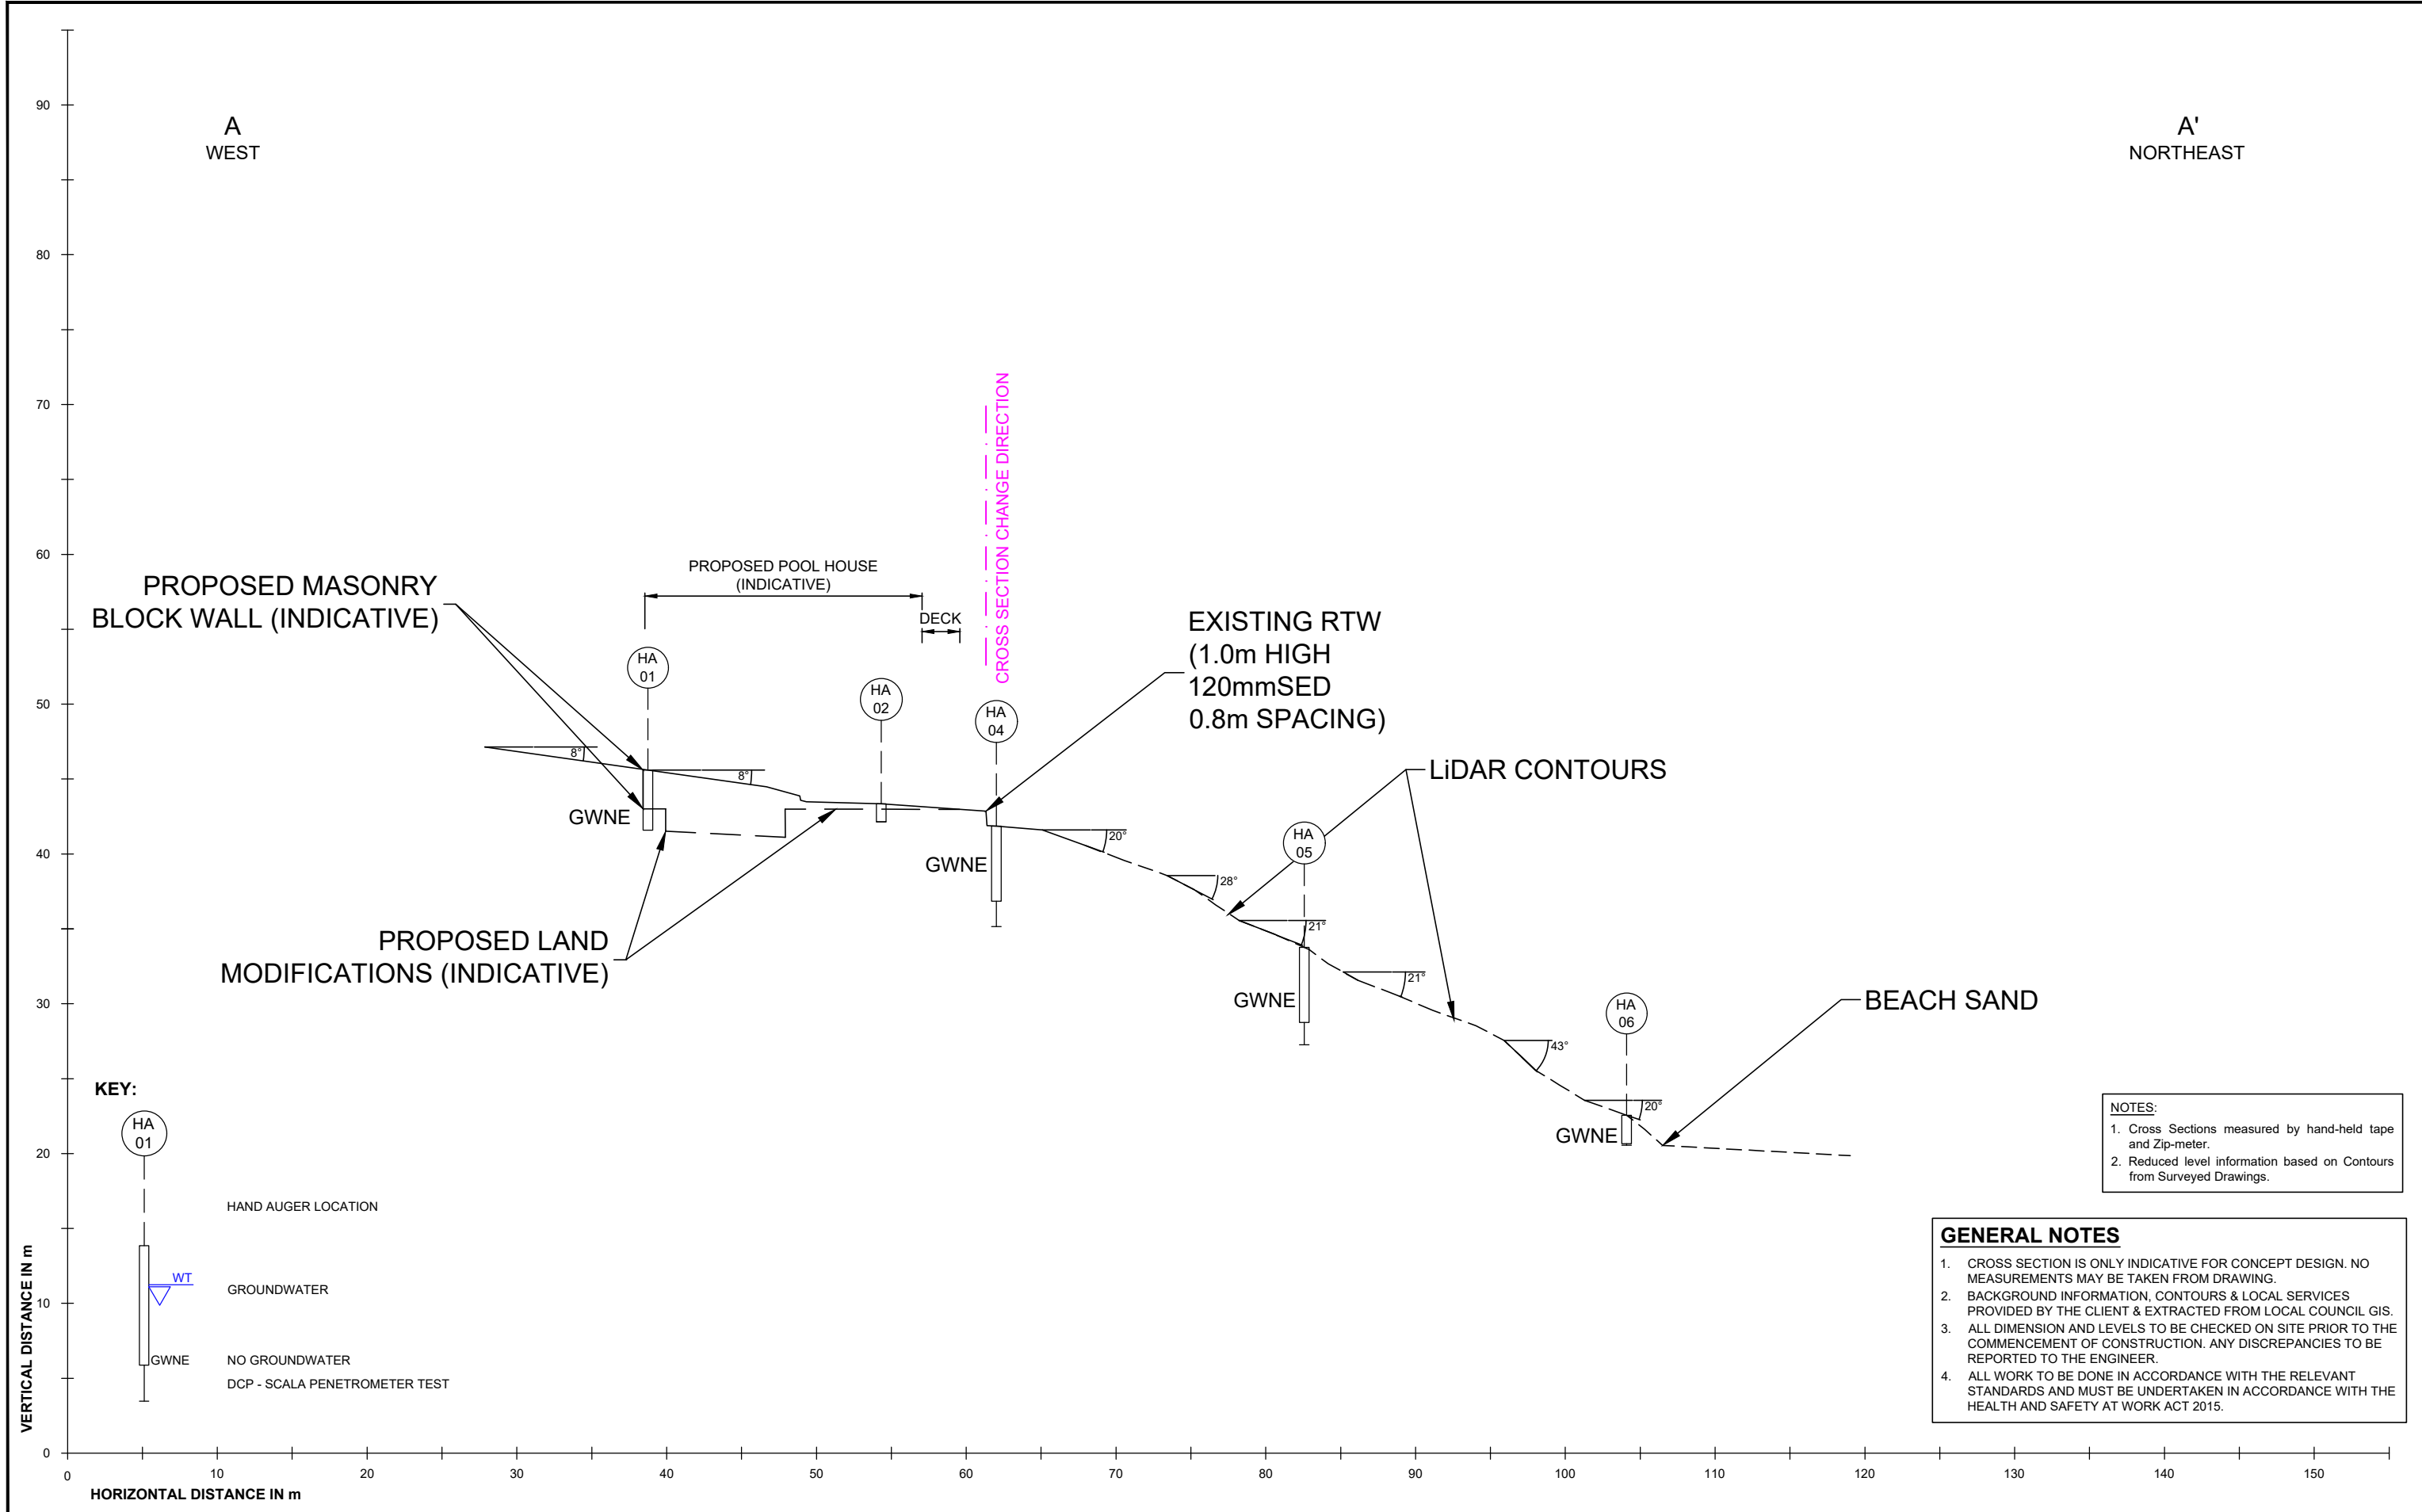 A
WEST
A'
NORTHEAST
90
80
70
60
50
40
30
20
10
0
VERTICAL DISTANCE IN m
CROSS SECTION CHANGE DIRECTION
PROPOSED MASONRY
BLOCK WALL (INDICATIVE)
PROPOSED POOL HOUSE
(INDICATIVE)
DECK
EXISTING RTW
(1.0m HIGH
120mmSED
0.8m SPACING)
HA
01
HA
02
HA
04
8°
8°
LiDAR CONTOURS
GWNE
20°
HA
05
GWNE
28°
21°
PROPOSED LAND
MODIFICATIONS (INDICATIVE)
21°
GWNE
HA
06
BEACH SAND
43°
20°
GWNE
KEY:
HA
01
HAND AUGER LOCATION
WT
GROUNDWATER
GWNE
NO GROUNDWATER
DCP - SCALA PENETROMETER TEST
NOTES:
1. Cross Sections measured by hand-held tape
and Zip-meter.
2. Reduced level information based on Contours
from Surveyed Drawings.
GENERAL NOTES
1. CROSS SECTION IS ONLY INDICATIVE FOR CONCEPT DESIGN. NO
MEASUREMENTS MAY BE TAKEN FROM DRAWING.
2. BACKGROUND INFORMATION, CONTOURS & LOCAL SERVICES
PROVIDED BY THE CLIENT & EXTRACTED FROM LOCAL COUNCIL GIS.
3. ALL DIMENSION AND LEVELS TO BE CHECKED ON SITE PRIOR TO THE
COMMENCEMENT OF CONSTRUCTION. ANY DISCREPANCIES TO BE
REPORTED TO THE ENGINEER.
4. ALL WORK TO BE DONE IN ACCORDANCE WITH THE RELEVANT
STANDARDS AND MUST BE UNDERTAKEN IN ACCORDANCE WITH THE
HEALTH AND SAFETY AT WORK ACT 2015.
0 10 20 30 40 50 60 70 80 90 100 110 120 130 140 150
HORIZONTAL DISTANCE IN m